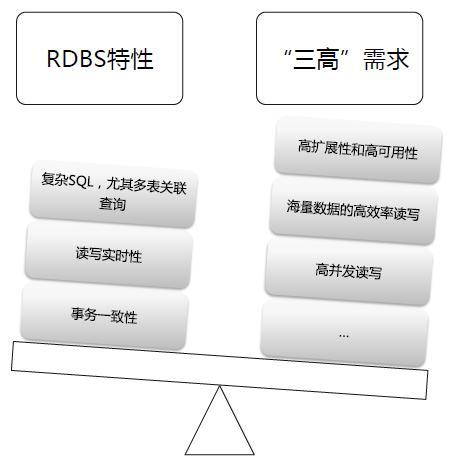 RDBS特性
“三高”需求
复杂SQL，尤其多表关联
查询
读写实时性
事务一致性
高扩展性和高可用性
海量数据的高效率读写
高并发读写
...